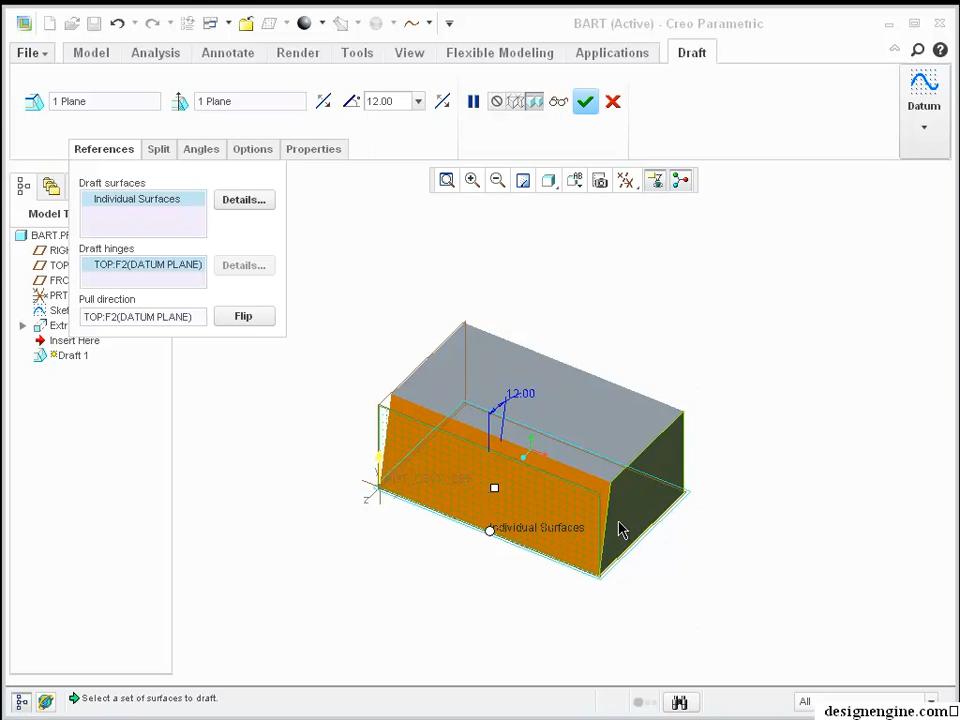 BART (Active) - Creo Parametric
File Model Analysis Annotate Render Tools View Flexible Modeling Applications Draft
1 Plane 1 Plane 12.00
Datum
References Split Angles Options Properties
Draft surfaces
Individual Surfaces Details...
Draft hinges
TOP:F2(DATUM PLANE) Details...
Pull direction
TOP:F2(DATUM PLANE) Flip
Model T
BART.P
RIGH
TOP
FRO
PRT
Ske
Extr
Insert Here
Draft 1
12.00
Individual Surfaces
Z
Select a set of surfaces to draft.
All
designengine.com